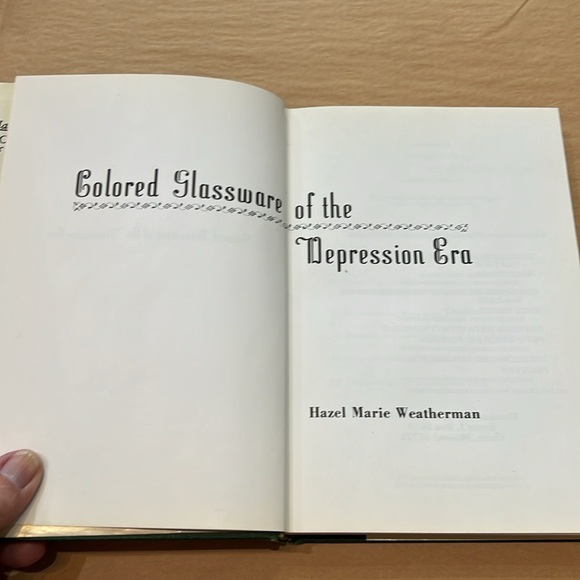 Colored Glassware of the
Depression Era
Hazel Marie Weatherman